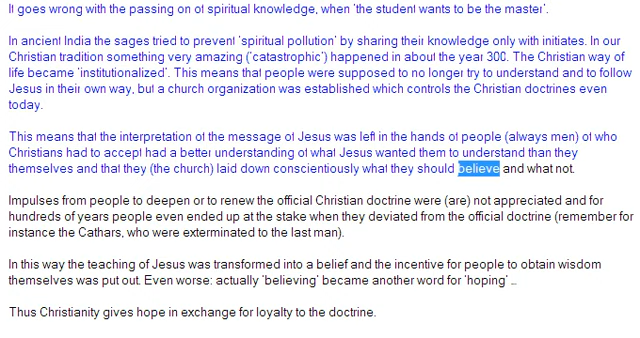 It goes wrong with the passing on of spiritual knowledge, when 'the student wants to be the master'.
In ancient India the sages tried to prevent 'spiritual pollution' by sharing their knowledge only with initiates. In our
Christian tradition something very amazing ('catastrophic') happened in about the year 300. The Christian way of
life became 'institutionalized'. This means that people were supposed to no longer try to understand and to follow
Jesus in their own way, but a church organization was established which controls the Christian doctrines even
today.
This means that the interpretation of the message of Jesus was left in the hands of people (always men) of who
Christians had to accept had a better understanding of what Jesus wanted them to understand than they
themselves and that they (the church) laid down conscientiously what they should believe and what not.
Impulses from people to deepen or to renew the official Christian doctrine were (are) not appreciated and for
hundreds of years people even ended up at the stake when they deviated from the official doctrine (remember for
instance the Cathars, who were exterminated to the last man).
In this way the teaching of Jesus was transformed into a belief and the incentive for people to obtain wisdom
themselves was put out. Even worse: actually 'believing' became another word for 'hoping' ...
Thus Christianity gives hope in exchange for loyalty to the doctrine.